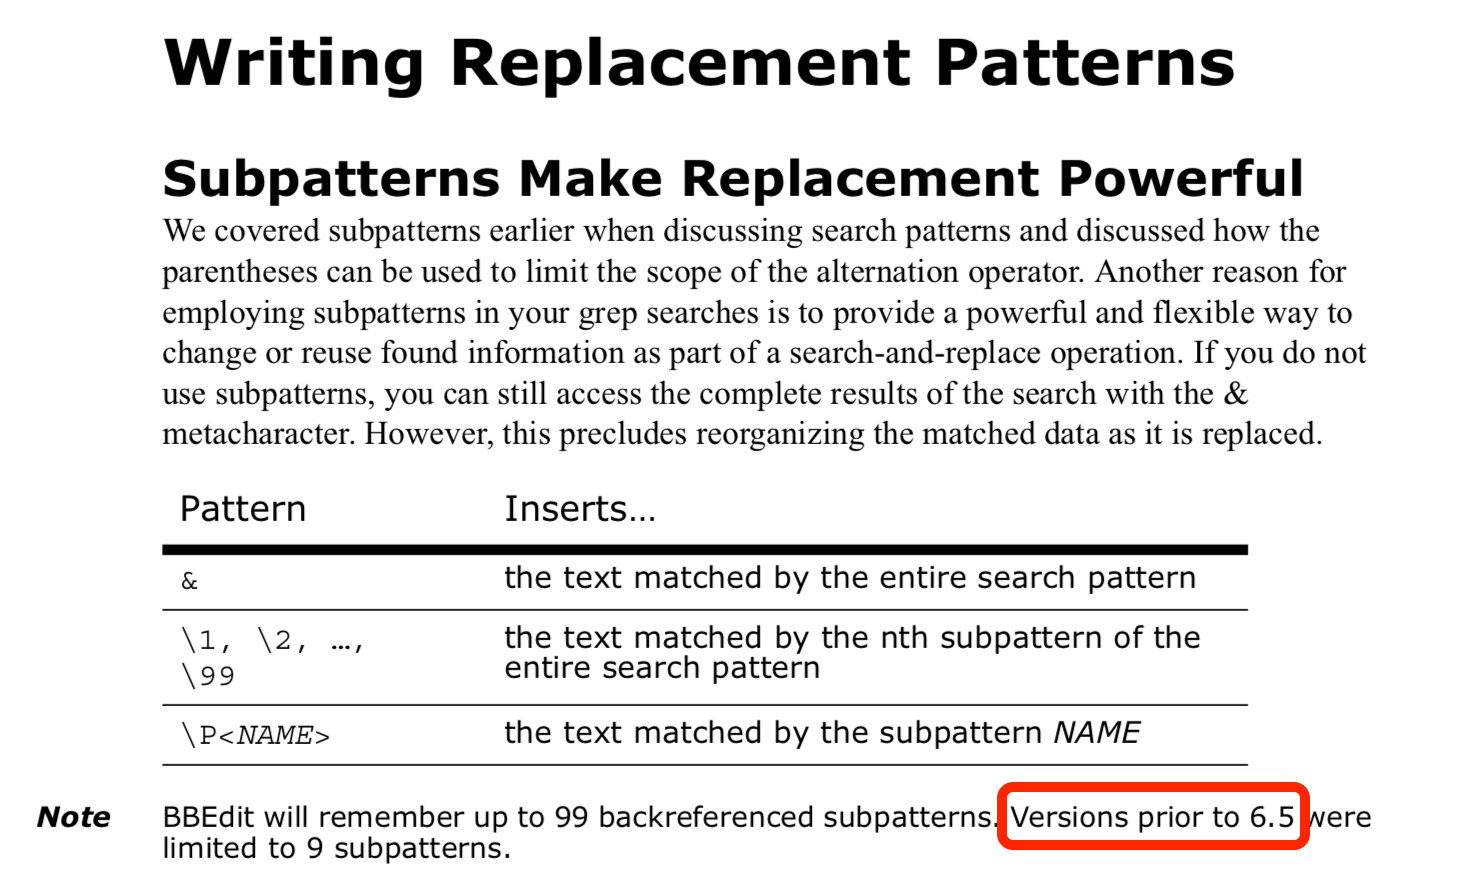 Writing Replacement Patterns
Subpatterns Make Replacement Powerful
We covered subpatterns earlier when discussing search patterns and discussed how the
parentheses can be used to limit the scope of the alternation operator. Another reason for
employing subpatterns in your grep searches is to provide a powerful and flexible way to
change or reuse found information as part of a search-and-replace operation. If you do not
use subpatterns, you can still access the complete results of the search with the &
metacharacter. However, this precludes reorganizing the matched data as it is replaced.
Pattern Inserts…
& the text matched by the entire search pattern
\1, \2, …, the text matched by the nth subpattern of the
\99 entire search pattern
\P<NAME> the text matched by the subpattern NAME
Note BBEdit will remember up to 99 backreferenced subpatterns. Versions prior to 6.5 were
limited to 9 subpatterns.